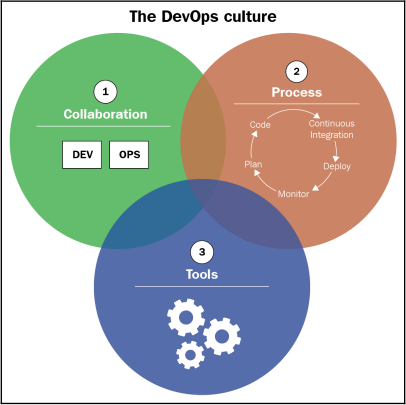 The DevOps culture
1
Collaboration
DEV
OPS
2
Process
Code
Continuous
Integration
Deploy
Monitor
Plan
3
Tools